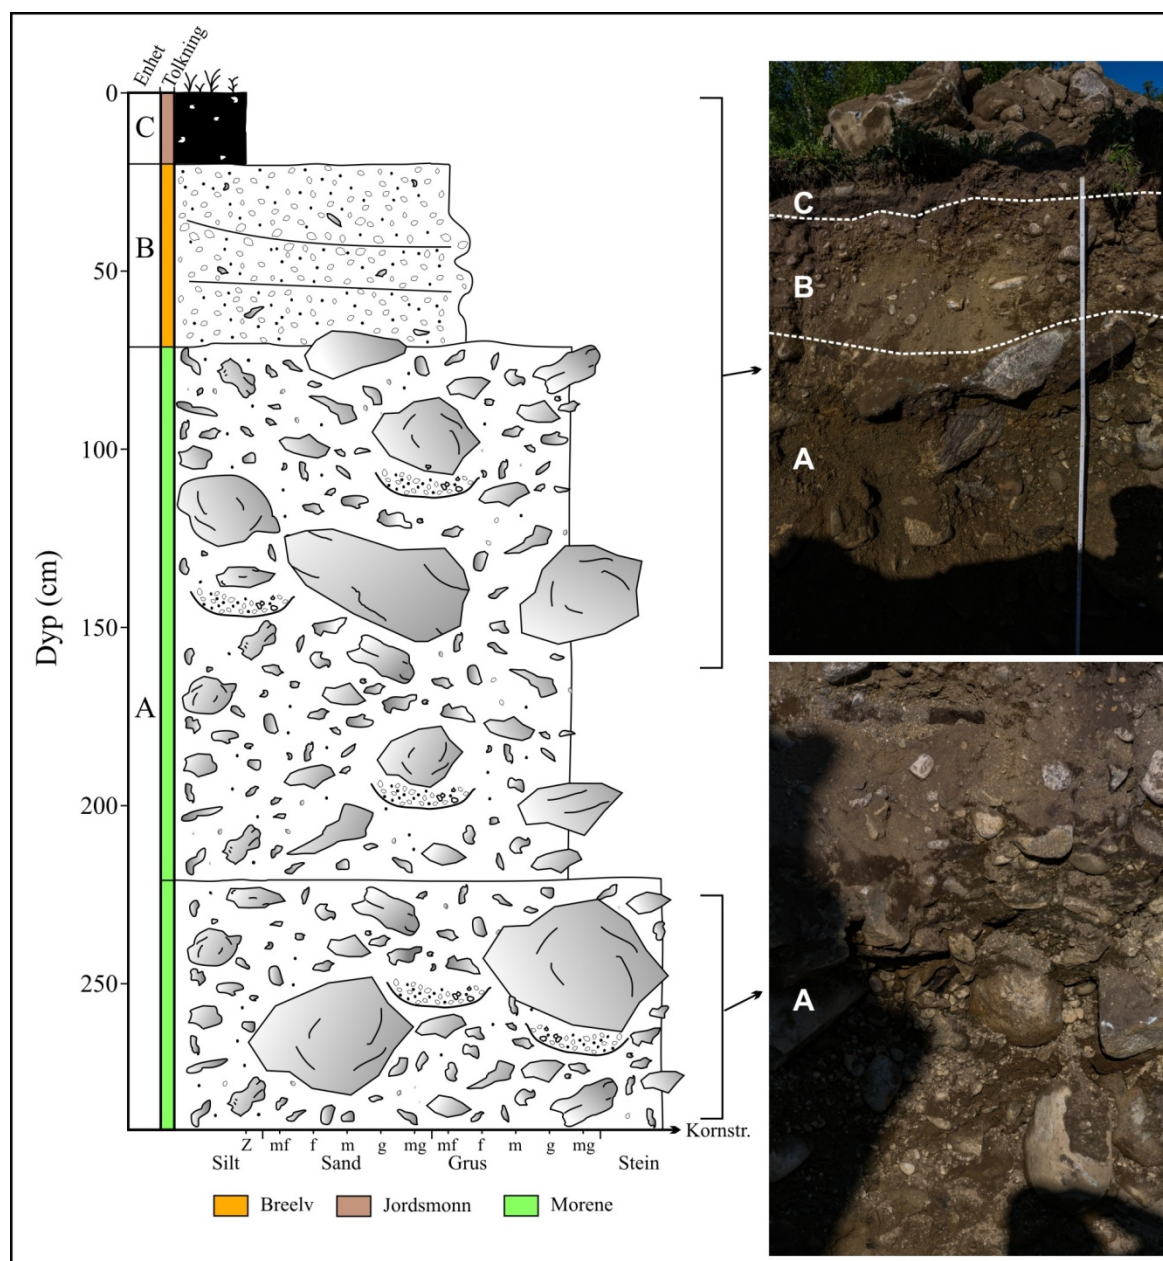 Enhet
Tolkning
0
50
100
150
200
250
Dyp (cm)
C
B
A
Z mf f m g mg mf f m g mg
Kornstr.
Silt Sand Grus Stein
Breelv Jordsmonn Morene
C
B
A
A